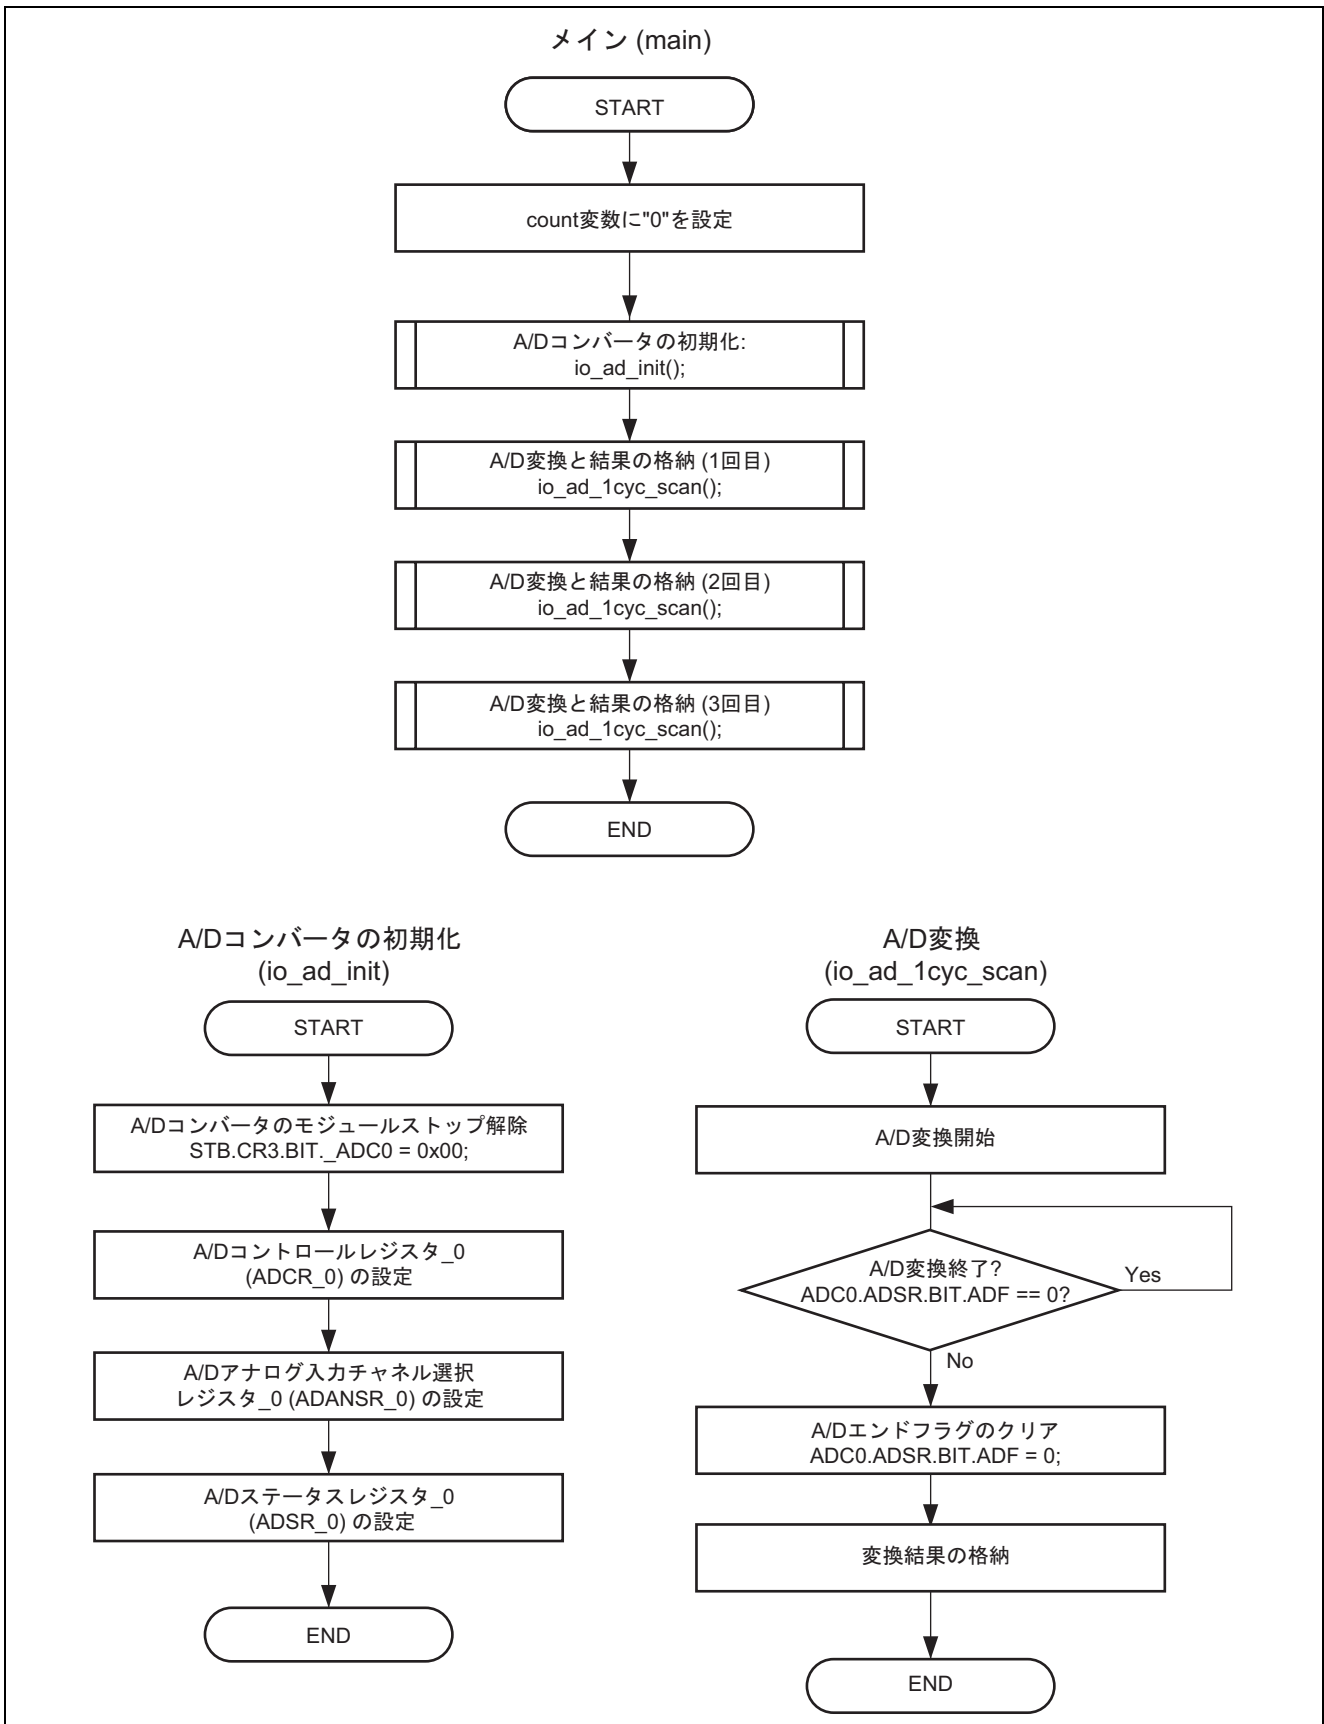 メイン (main)
START
count変数に"0"を設定
A/Dコンバータの初期化:
io_ad_init();
A/D変換と結果の格納 (1回目)
io_ad_1cyc_scan();
A/D変換と結果の格納 (2回目)
io_ad_1cyc_scan();
A/D変換と結果の格納 (3回目)
io_ad_1cyc_scan();
END
A/Dコンバータの初期化
(io_ad_init)
START
A/Dコンバータのモジュールストップ解除
STB.CR3.BIT._ADC0 = 0x00;
A/Dコントロールレジスタ_0
(ADCR_0) の設定
A/Dアナログ入力チャネル選択
レジスタ_0 (ADANSR_0) の設定
A/Dステータスレジスタ_0
(ADSR_0) の設定
END
A/D変換
(io_ad_1cyc_scan)
START
A/D変換開始
A/D変換終了?
ADC0.ADSR.BIT.ADF == 0?
Yes
No
A/Dエンドフラグのクリア
ADC0.ADSR.BIT.ADF = 0;
変換結果の格納
END